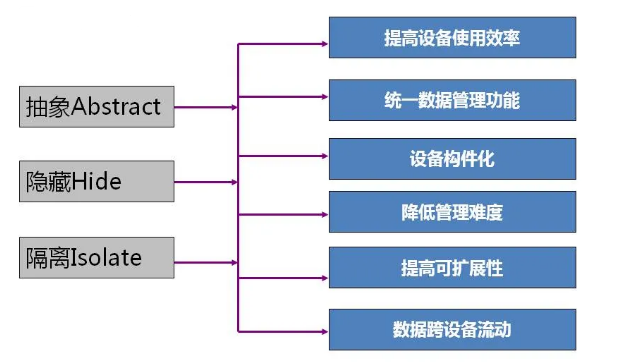 抽象Abstract
隐藏Hide
隔离Isolate
提高设备使用效率
统一数据管理功能
设备构件化
降低管理难度
提高可扩展性
数据跨设备流动